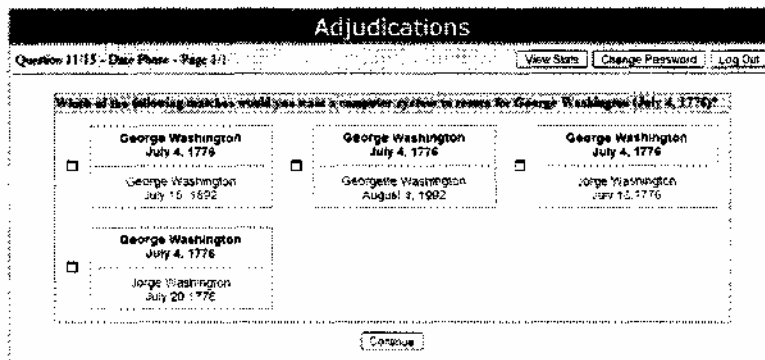 Adjudications
Question 11/15 - Date Phase - Page 1/1
View Stats
Change Password
Log Out
Which of the following matches would you want a computer system to return for George Washington (July 4, 1776)?
George Washington
July 4, 1776
George Washington
July 15, 1892
George Washington
July 4, 1776
Georgette Washington
August 3, 1992
George Washington
July 4, 1776
Jorge Washington
1776
George Washington
July 4, 1776
Jorge Washington
July 20 1776
Continue